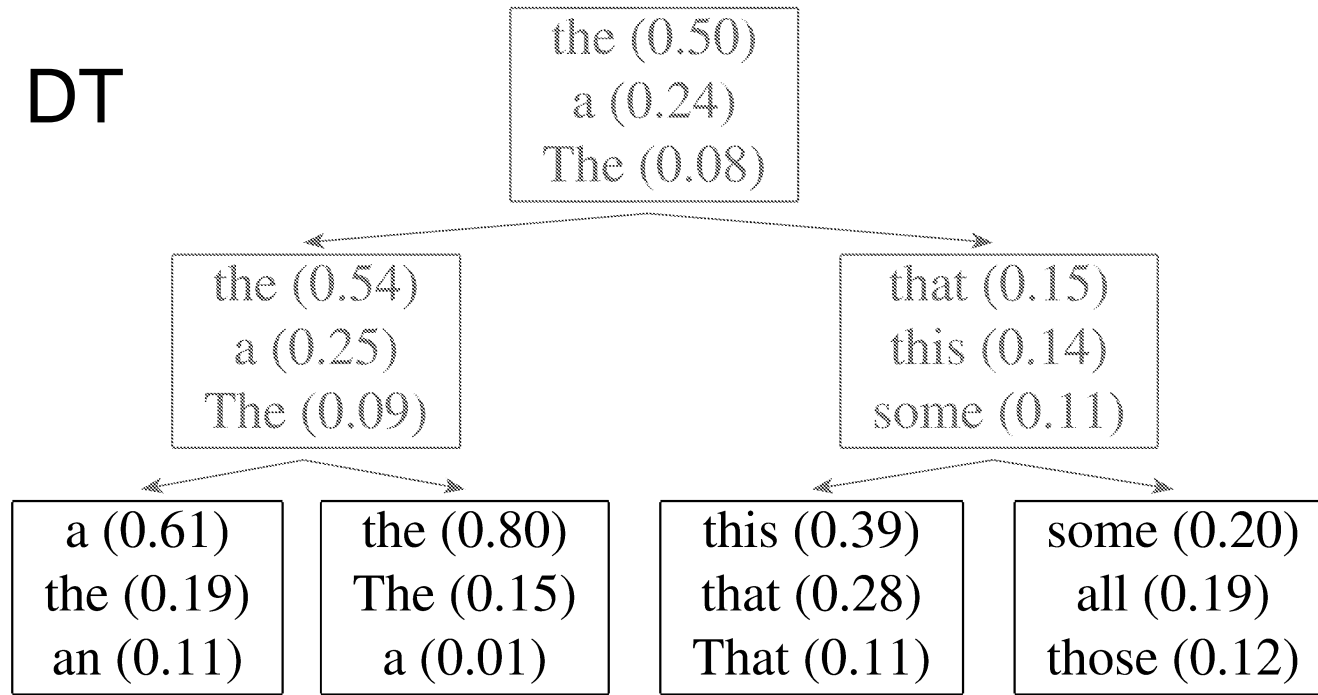 DT
the (0.50)
a (0.24)
The (0.08)
the (0.54)
a (0.25)
The (0.09)
that (0.15)
this (0.14)
some (0.11)
a (0.61)
the (0.19)
an (0.11)
the (0.80)
The (0.15)
a (0.01)
this (0.39)
that (0.28)
That (0.11)
some (0.20)
all (0.19)
those (0.12)